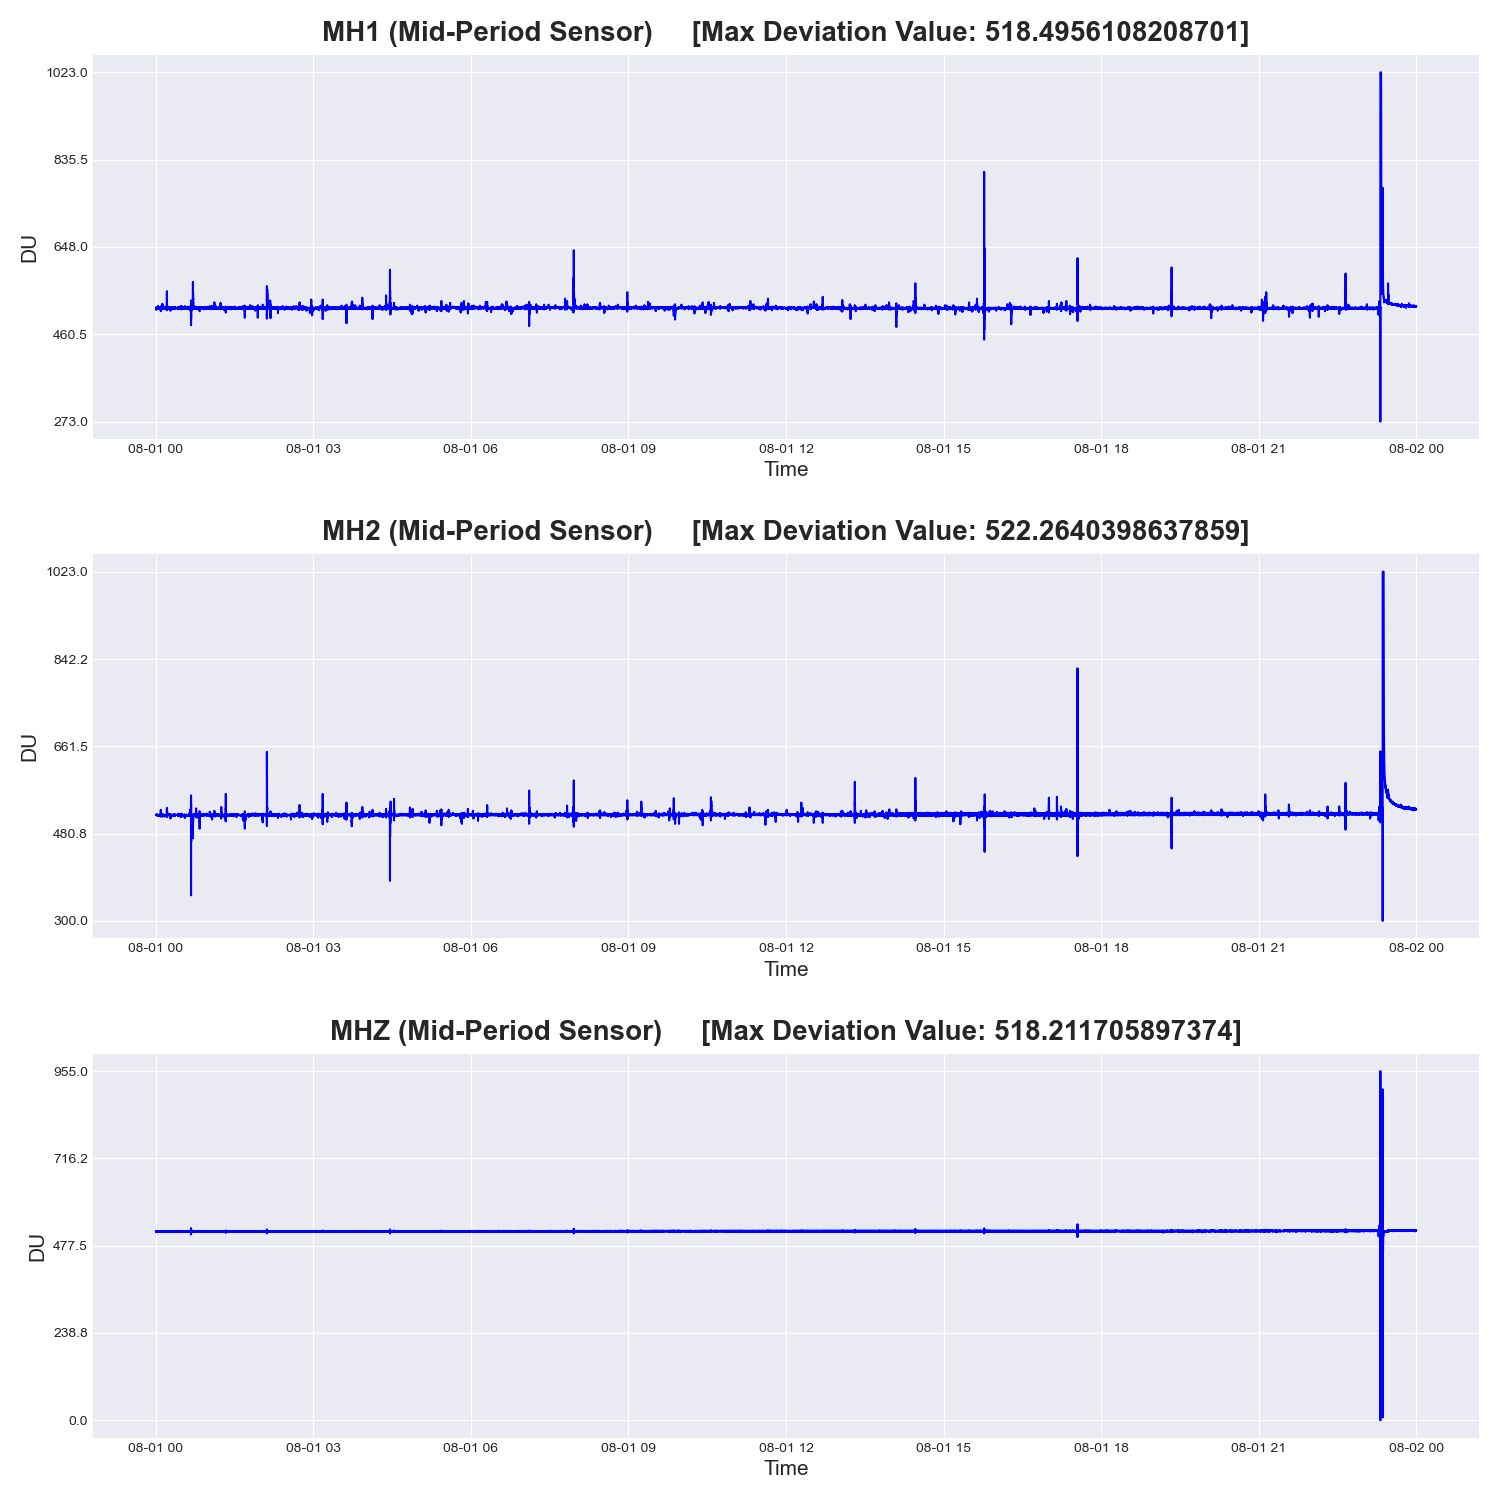 MH1 (Mid-Period Sensor) [Max Deviation Value: 518.4956108208701]
1023.0
835.5
648.0
460.5
273.0
DU
08-01 00 08-01 03 08-01 06 08-01 09 08-01 12 08-01 15 08-01 18 08-01 21 08-02 00
Time
MH2 (Mid-Period Sensor) [Max Deviation Value: 522.2640398637859]
1023.0
842.2
661.5
480.8
300.0
DU
08-01 00 08-01 03 08-01 06 08-01 09 08-01 12 08-01 15 08-01 18 08-01 21 08-02 00
Time
MHZ (Mid-Period Sensor) [Max Deviation Value: 518.211705897374]
955.0
716.2
477.5
238.8
0.0
DU
08-01 00 08-01 03 08-01 06 08-01 09 08-01 12 08-01 15 08-01 18 08-01 21 08-02 00
Time